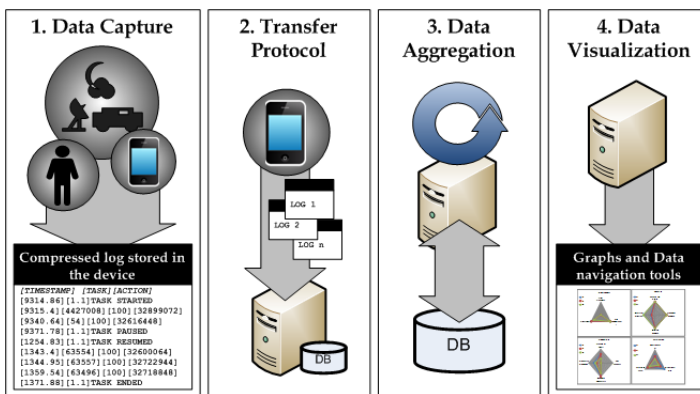 1. Data Capture
Compressed log stored in
the device
[TIMESTAMP] [TASK][ACTION]
[9314.86][1.1]TASK STARTED
[9315.4][4427008][100][32899072]
[9340.64][54][100][32616448]
[9371.78][1.1]TASK PAUSED
[1254.83][1.1]TASK RESUMED
[1343.4][63554][100][32600064]
[1344.95][63557][100][32722944]
[1359.54][63496][100][32718848]
[1371.88][1.1]TASK ENDED
2. Transfer
Protocol
LOG 1
LOG 2
LOG n
DB
3. Data
Aggregation
DB
4. Data
Visualization
Graphs and Data
navigation tools